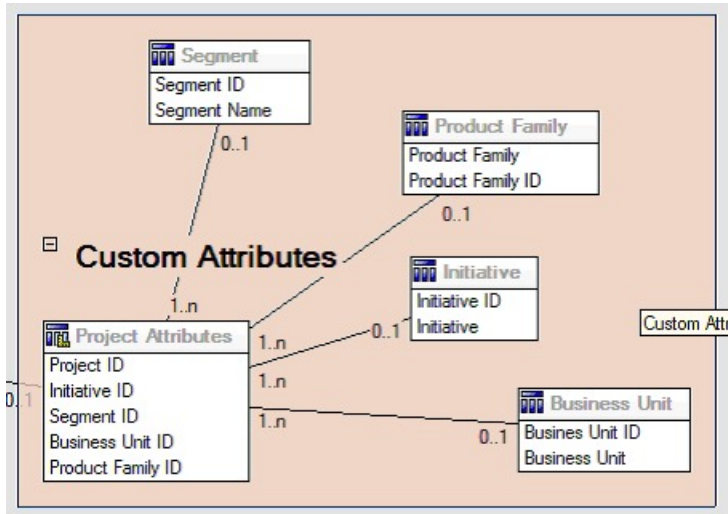 Segment
Segment ID
Segment Name
0..1
Product Family
Product Family
Product Family ID
0..1
Custom Attributes
Initiative
Initiative ID
Initiative
0..1
1..n
Project Attributes
Project ID
Initiative ID
Segment ID
Business Unit ID
Product Family ID
1..n
1..n
1..n
0..1
Custom Attr
Business Unit
Busines Unit ID
Business Unit
0..1